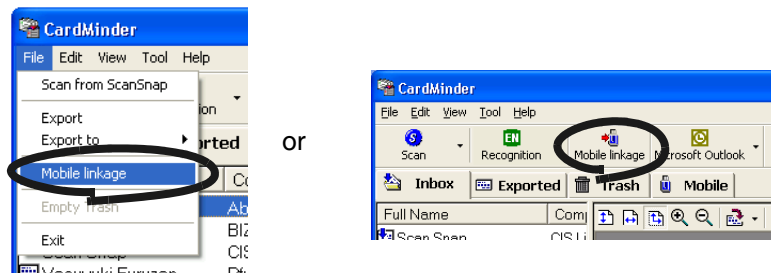 CardMinder
File Edit View Tool Help
Scan from ScanSnap
Export
Export to
Mobile linkage
Empty Trash
Exit
or
CardMinder
File Edit View Tool Help
Scan Recognition Mobile linkage Microsoft Outlook
Inbox Exported Trash Mobile
Full Name
Scan Snap